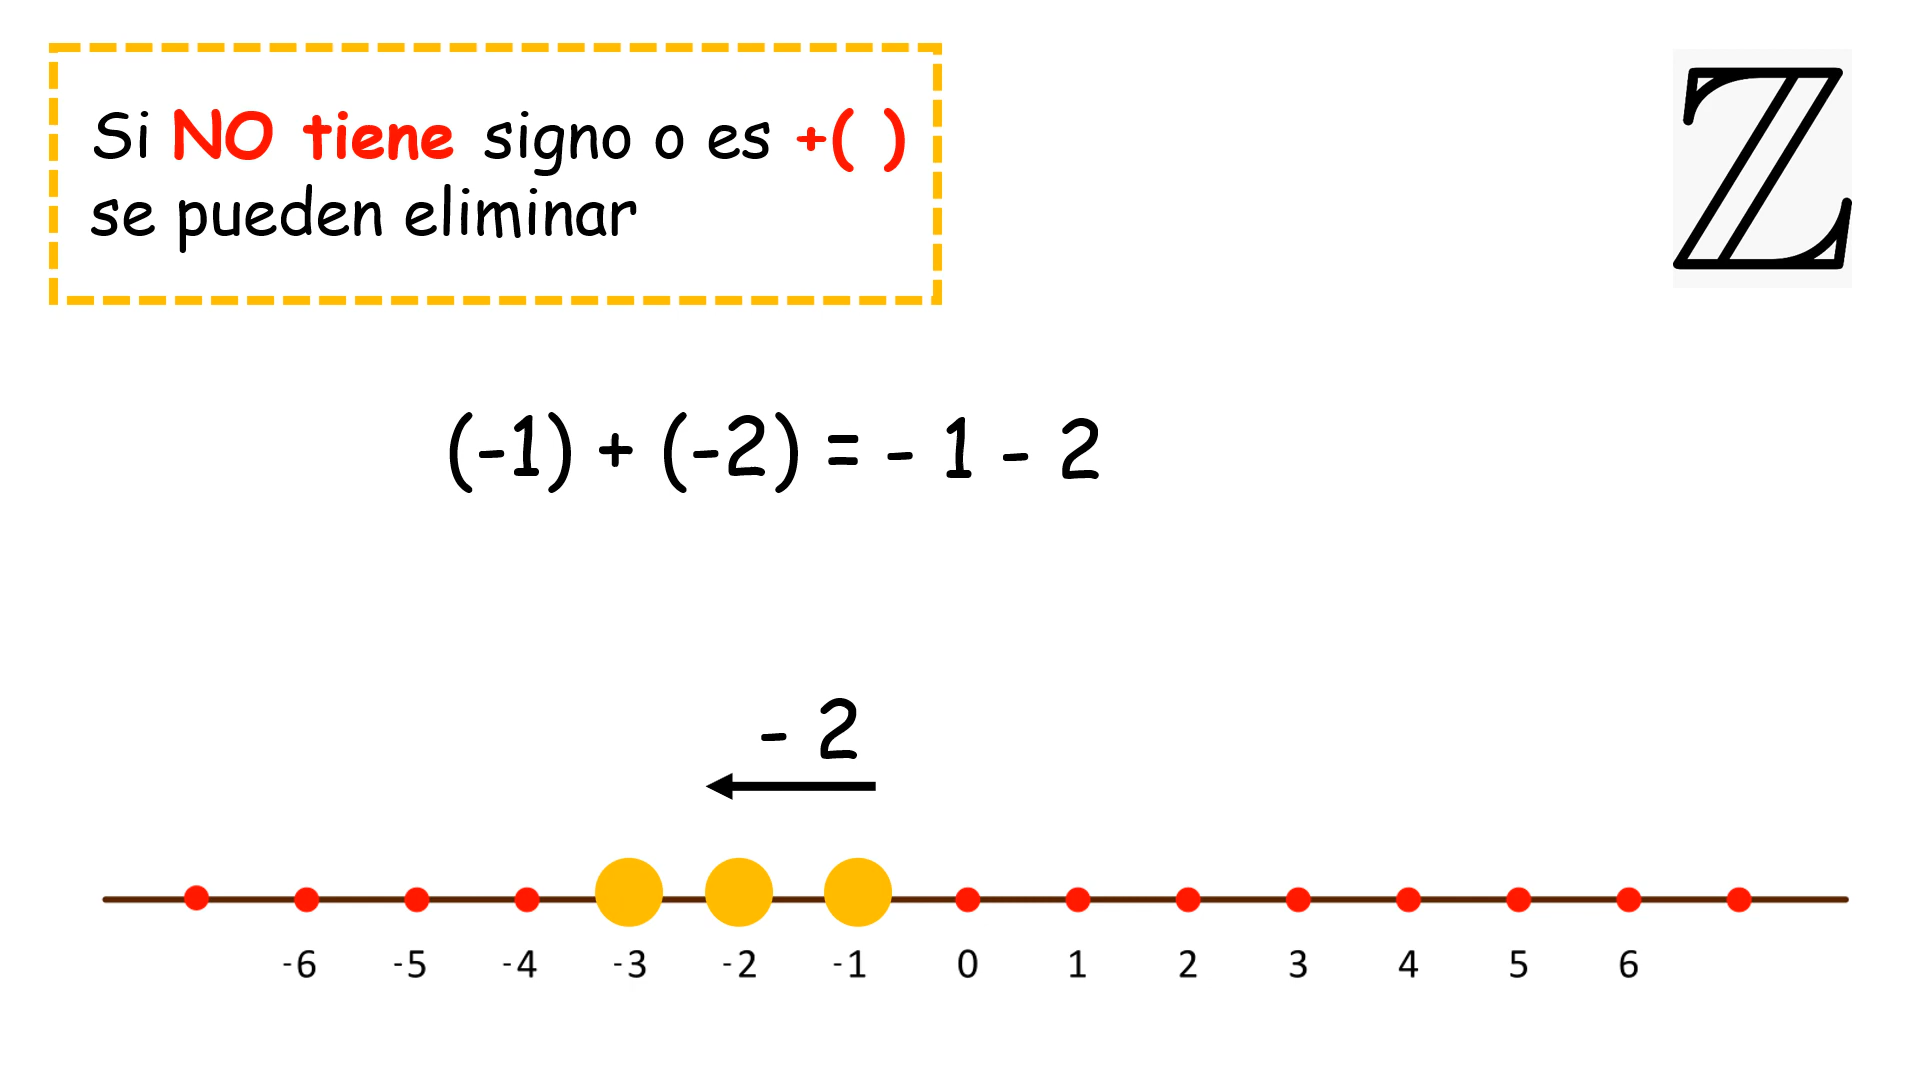 Si NO tiene signo o es +( )
se pueden eliminar
ℤ
(-1) + (-2) = - 1 - 2
- 2
-6 -5 -4 -3 -2 -1 0 1 2 3 4 5 6